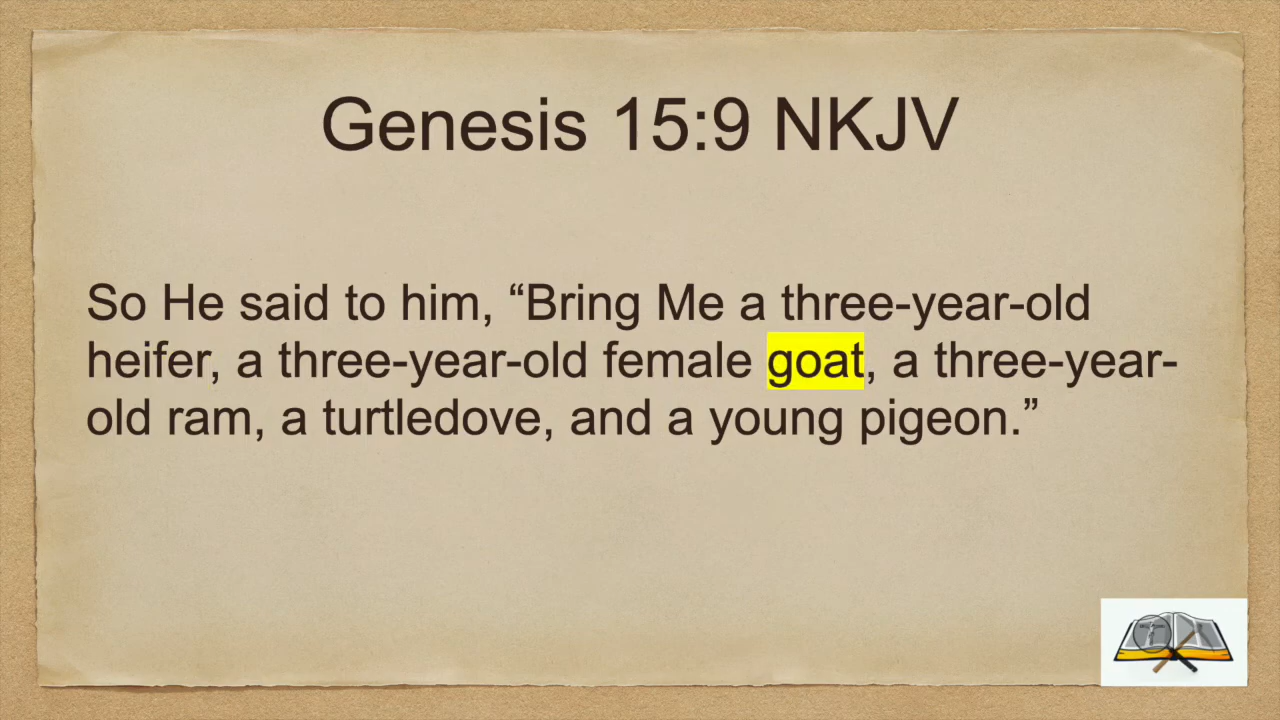 Genesis 15:9 NKJV
So He said to him, “Bring Me a three-year-old
heifer, a three-year-old female goat, a three-year-
old ram, a turtledove, and a young pigeon.”